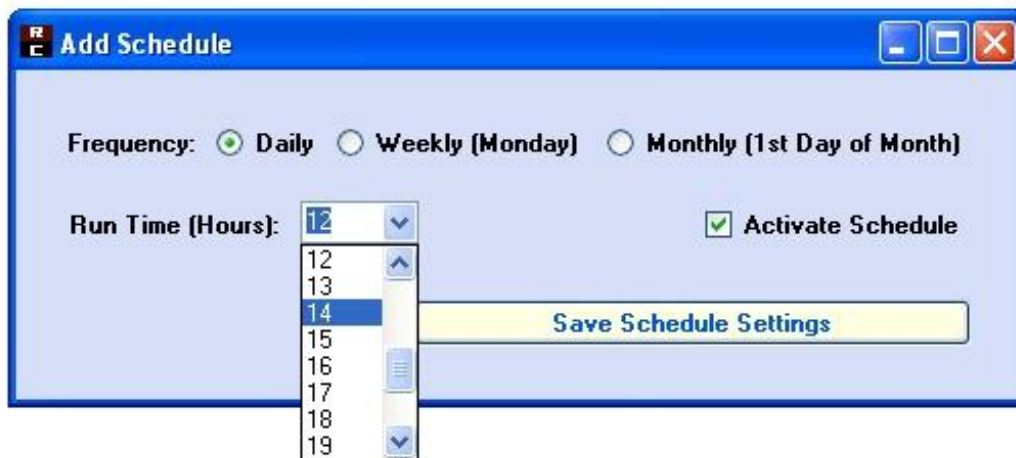 RC Add Schedule
Frequency: Daily Weekly (Monday) Monthly (1st Day of Month)
Run Time (Hours): 12 Activate Schedule
12
13
14
Save Schedule Settings
15
16
17
18
19